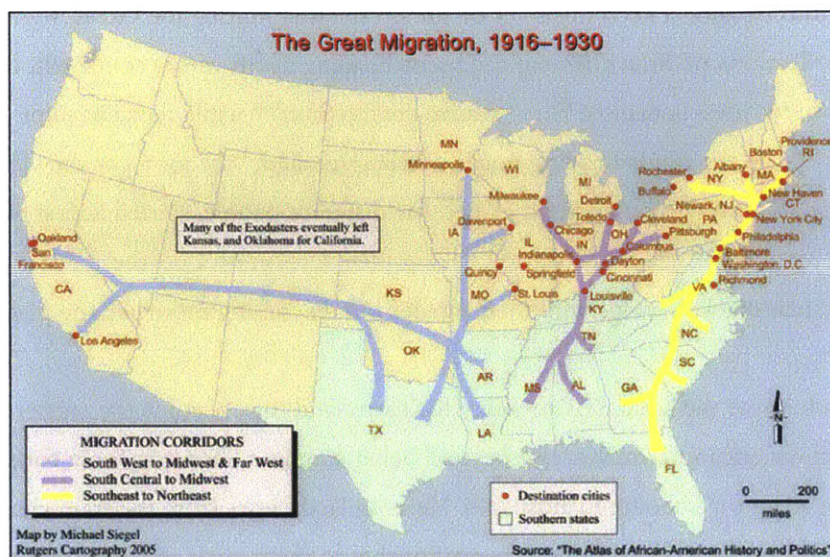 The Great Migration, 1916–1930
MN
Minneapolis
WI
Milwaukee
MI
Detroit
Toledo
Rochester
Buffalo
Albany
NY
Boston
MA
Providence
RI
New Haven
CT
Newark, NJ
New York City
PA
Philadelphia
Cleveland
Pittsburgh
OH
Columbus
Baltimore
Washington, D.C.
Richmond
VA
Many of the Exodusters eventually left
Kansas, and Oklahoma for California.
Davenport
IA
Chicago
IN
IL
Indianapolis
Dayton
Cincinnati
Quincy
Springfield
MO
St. Louis
Louisville
KY
Oakland
San
Francisco
CA
Los Angeles
KS
OK
AR
TN
NC
SC
MS
AL
GA
TX
LA
FL
MIGRATION CORRIDORS
South West to Midwest & Far West
South Central to Midwest
Southeast to Northeast
Destination cities
Southern states
N
0 200
miles
Map by Michael Siegel
Rutgers Cartography 2005
Source: "The Atlas of African-American History and Politics"